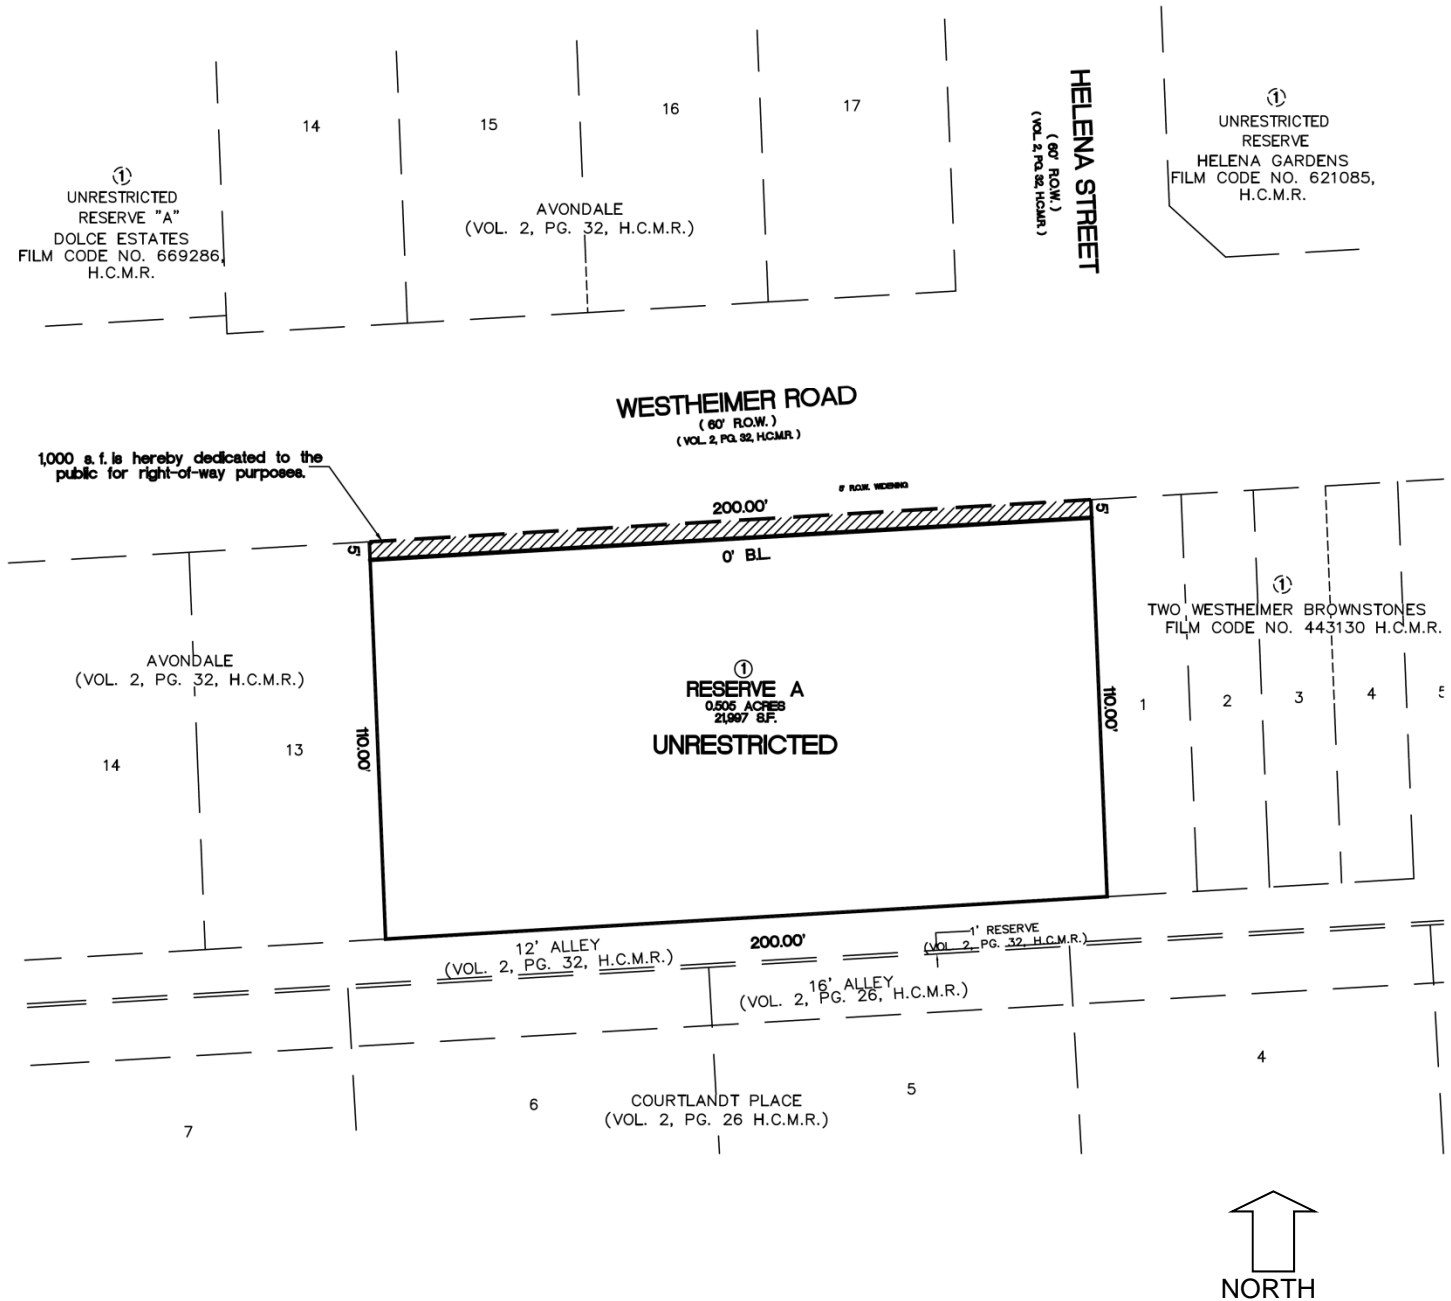 14
15
16
17
HELENA STREET
( 60' R.O.W. )
( VOL. 2, PG. 32, H.C.M.R. )
1
UNRESTRICTED
RESERVE
HELENA GARDENS
FILM CODE NO. 621085,
H.C.M.R.
1
UNRESTRICTED
RESERVE "A"
DOLCE ESTATES
FILM CODE NO. 669286,
H.C.M.R.
AVONDALE
(VOL. 2, PG. 32, H.C.M.R.)
WESTHEIMER ROAD
( 60' R.O.W. )
( VOL. 2, PG. 32, H.C.M.R. )
1,000 s. f. is hereby dedicated to the
public for right-of-way purposes.
5' R.O.W. WIDENING
200.00'
5'
5'
0' B.L.
1
TWO WESTHEIMER BROWNSTONES
FILM CODE NO. 443130 H.C.M.R.
AVONDALE
(VOL. 2, PG. 32, H.C.M.R.)
1
RESERVE A
0.505 ACRES
21,997 S.F.
UNRESTRICTED
14
13
110.00'
110.00'
1
2
3
4
5
12' ALLEY
(VOL. 2, PG. 32, H.C.M.R.)
200.00'
1' RESERVE
(VOL. 2, PG. 32, H.C.M.R.)
16' ALLEY
(VOL. 2, PG. 26, H.C.M.R.)
7
6
5
4
COURTLANDT PLACE
(VOL. 2, PG. 26 H.C.M.R.)
NORTH